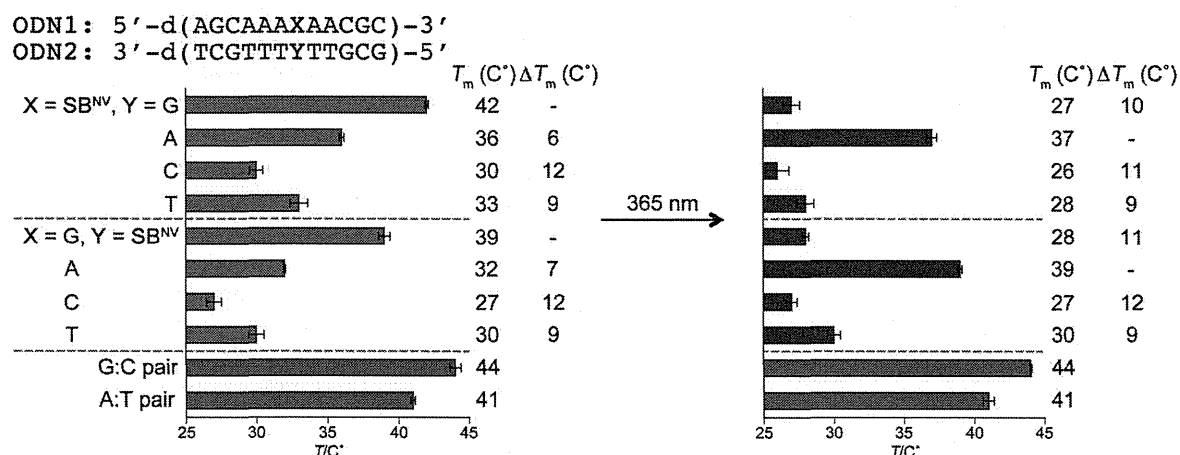 ODN1: 5′-d(AGCAAAXAACGC)-3′
ODN2: 3′-d(TCGTTTYTTGCG)-5′
Tm (C°) ΔTm (C°) Tm (C°) ΔTm (C°)
X = SBNV, Y = G 42 - 27 10
A 36 6 37 -
C 30 12 26 11
T 33 9 28 9
365 nm
X = G, Y = SBNV 39 - 28 11
A 32 7 39 -
C 27 12 27 12
T 30 9 30 9
G:C pair 44 44
A:T pair 41 41
25 30 35 40 45 25 30 35 40 45
T/C° T/C°